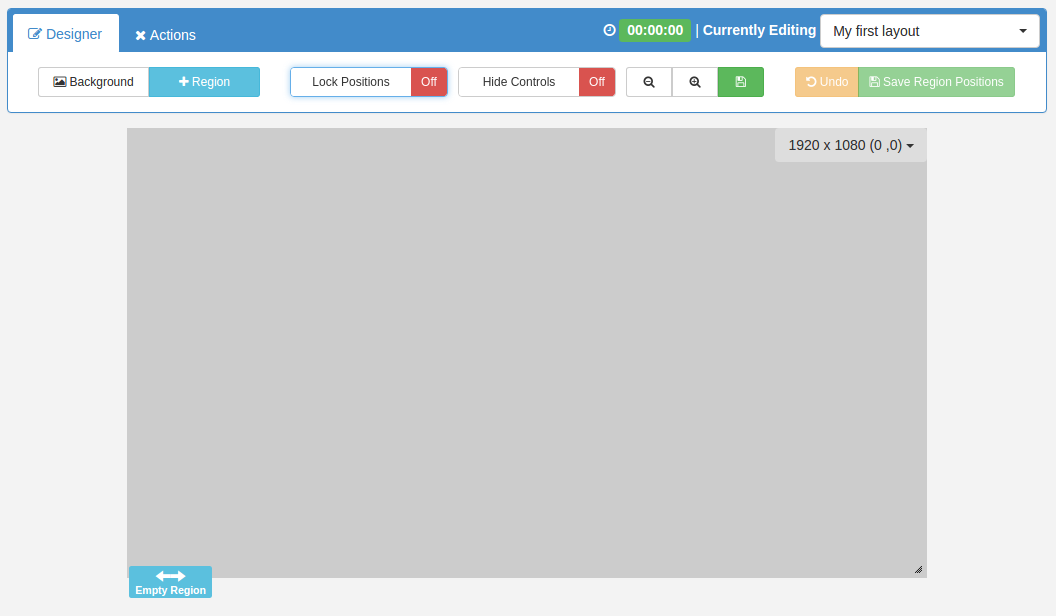 Designer
Actions
00:00:00 | Currently Editing My first layout
Background
Region
Lock Positions Off
Hide Controls Off
Undo
Save Region Positions
1920 x 1080 (0 ,0)
Empty Region